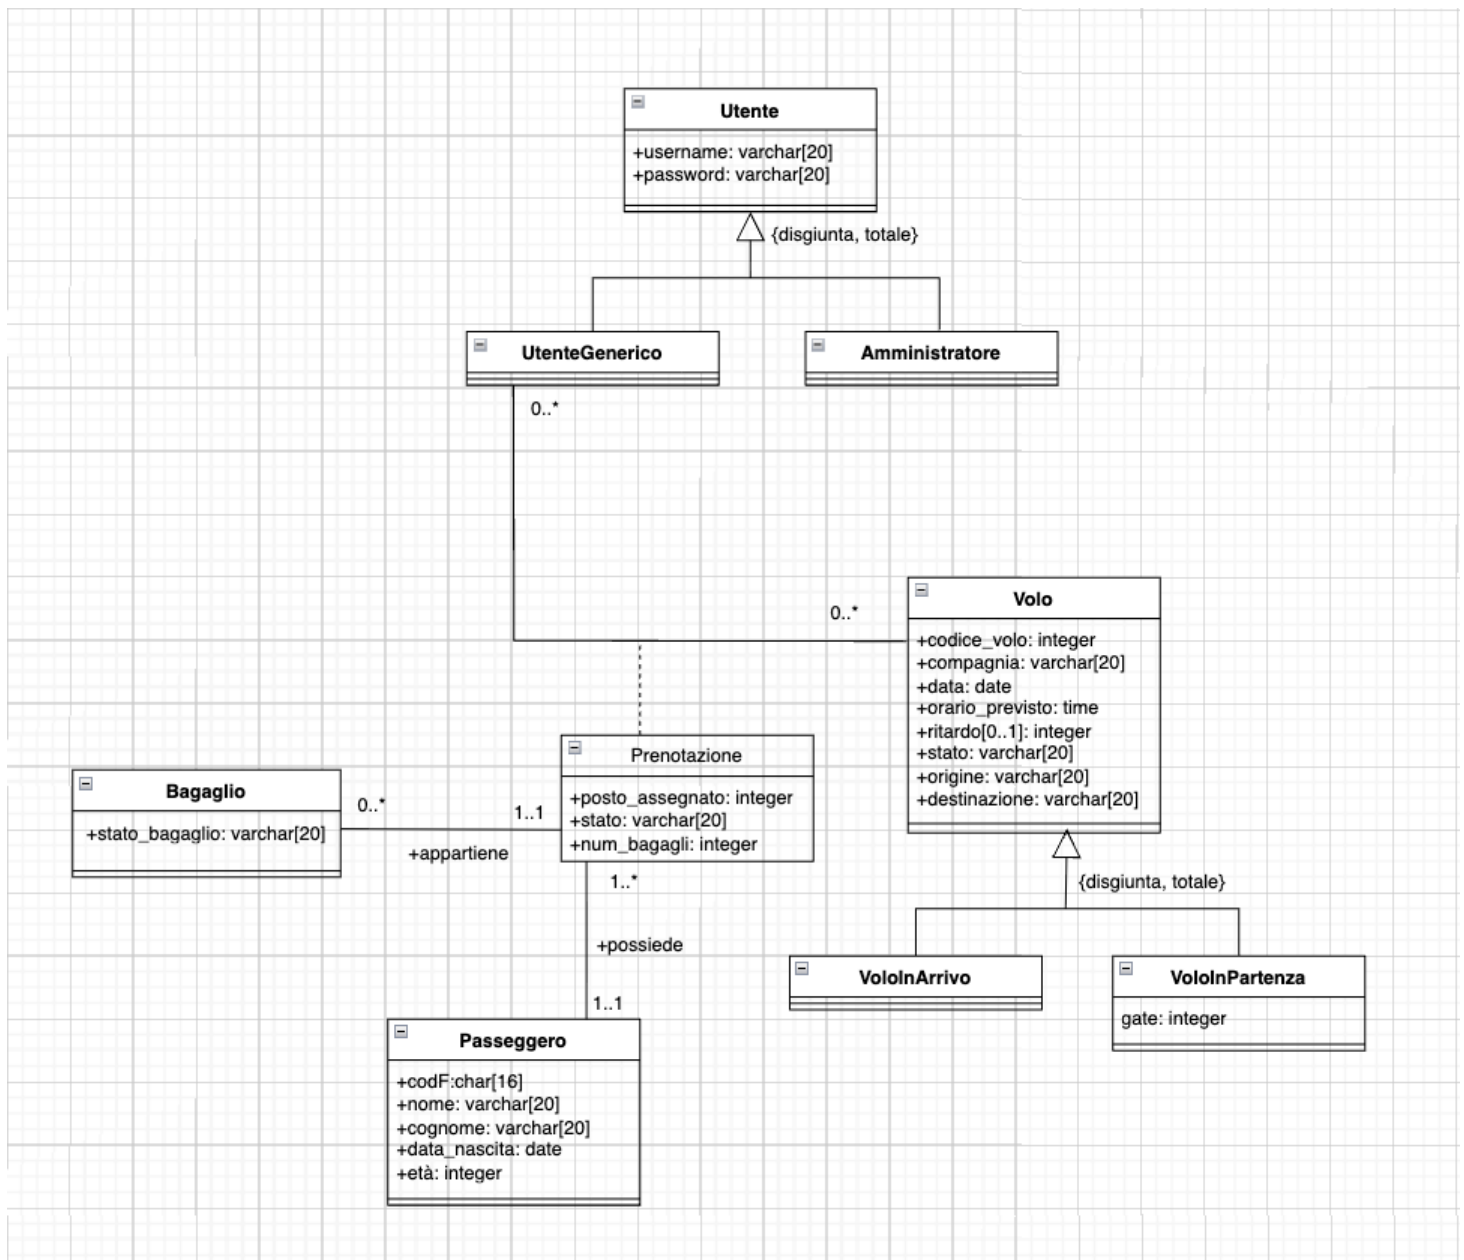 Utente
+username: varchar[20]
+password: varchar[20]
{disgiunta, totale}
UtenteGenerico
Amministratore
0..*
0..*
Volo
+codice_volo: integer
+compagnia: varchar[20]
+data: date
+orario_previsto: time
+ritardo[0..1]: integer
+stato: varchar[20]
+origine: varchar[20]
+destinazione: varchar[20]
Prenotazione
+posto_assegnato: integer
+stato: varchar[20]
+num_bagagli: integer
Bagaglio
+stato_bagaglio: varchar[20]
0..*
1..1
+appartiene
1..*
+possiede
1..1
{disgiunta, totale}
VoloInArrivo
VoloInPartenza
gate: integer
Passeggero
+codF:char[16]
+nome: varchar[20]
+cognome: varchar[20]
+data_nascita: date
+età: integer